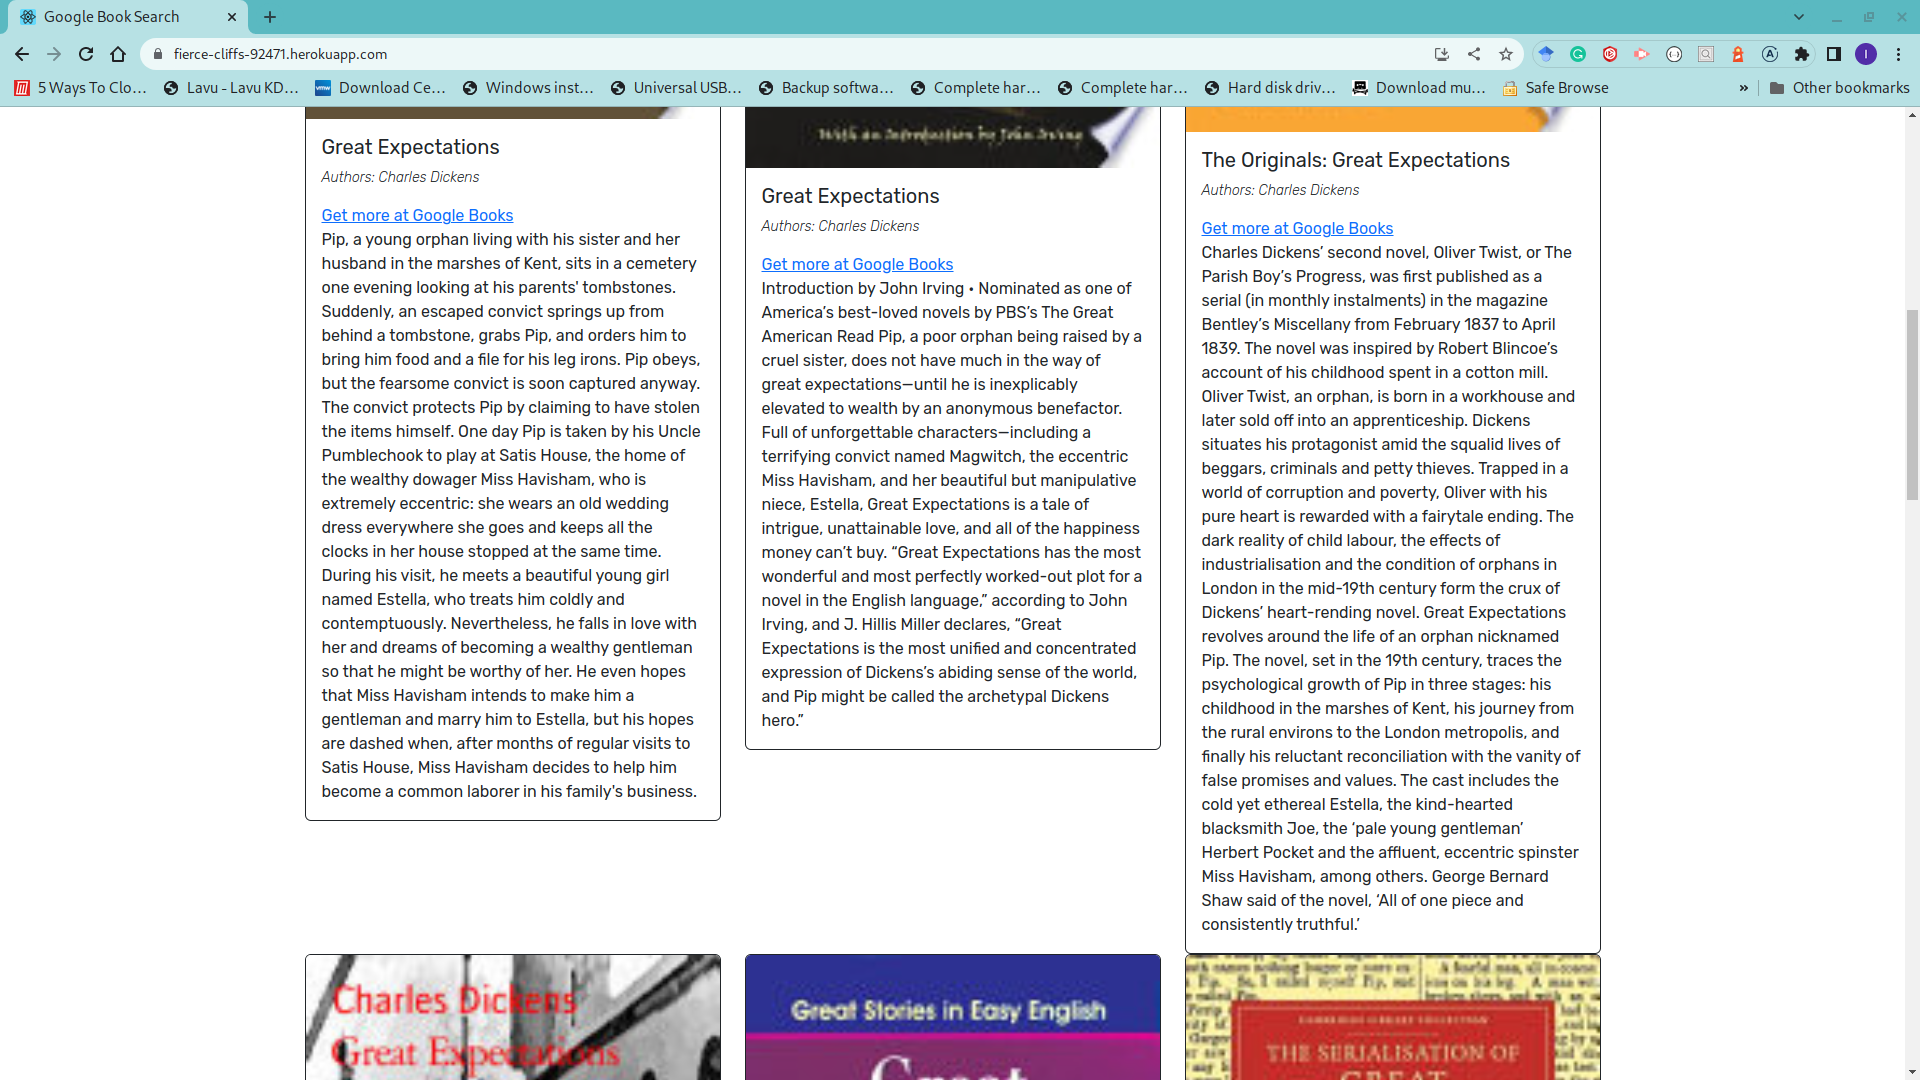 Google Book Search
fierce-cliffs-92471.herokuapp.com
5 Ways To Clo...
Lavu - Lavu KD...
Download Ce...
Windows inst...
Universal USB...
Backup softwa...
Complete har...
Complete har...
Hard disk driv...
Download mu...
Safe Browse
»
Other bookmarks
Great Expectations
Authors: Charles Dickens
Get more at Google Books
Pip, a young orphan living with his sister and her
husband in the marshes of Kent, sits in a cemetery
one evening looking at his parents' tombstones.
Suddenly, an escaped convict springs up from
behind a tombstone, grabs Pip, and orders him to
bring him food and a file for his leg irons. Pip obeys,
but the fearsome convict is soon captured anyway.
The convict protects Pip by claiming to have stolen
the items himself. One day Pip is taken by his Uncle
Pumblechook to play at Satis House, the home of
the wealthy dowager Miss Havisham, who is
extremely eccentric: she wears an old wedding
dress everywhere she goes and keeps all the
clocks in her house stopped at the same time.
During his visit, he meets a beautiful young girl
named Estella, who treats him coldly and
contemptuously. Nevertheless, he falls in love with
her and dreams of becoming a wealthy gentleman
so that he might be worthy of her. He even hopes
that Miss Havisham intends to make him a
gentleman and marry him to Estella, but his hopes
are dashed when, after months of regular visits to
Satis House, Miss Havisham decides to help him
become a common laborer in his family's business.
With an Introduction by John Irving
Great Expectations
Authors: Charles Dickens
Get more at Google Books
Introduction by John Irving • Nominated as one of
America’s best-loved novels by PBS’s The Great
American Read Pip, a poor orphan being raised by a
cruel sister, does not have much in the way of
great expectations—until he is inexplicably
elevated to wealth by an anonymous benefactor.
Full of unforgettable characters—including a
terrifying convict named Magwitch, the eccentric
Miss Havisham, and her beautiful but manipulative
niece, Estella, Great Expectations is a tale of
intrigue, unattainable love, and all of the happiness
money can’t buy. “Great Expectations has the most
wonderful and most perfectly worked-out plot for a
novel in the English language,” according to John
Irving, and J. Hillis Miller declares, “Great
Expectations is the most unified and concentrated
expression of Dickens’s abiding sense of the world,
and Pip might be called the archetypal Dickens
hero.”
The Originals: Great Expectations
Authors: Charles Dickens
Get more at Google Books
Charles Dickens’ second novel, Oliver Twist, or The
Parish Boy’s Progress, was first published as a
serial (in monthly instalments) in the magazine
Bentley’s Miscellany from February 1837 to April
1839. The novel was inspired by Robert Blincoe’s
account of his childhood spent in a cotton mill.
Oliver Twist, an orphan, is born in a workhouse and
later sold off into an apprenticeship. Dickens
situates his protagonist amid the squalid lives of
beggars, criminals and petty thieves. Trapped in a
world of corruption and poverty, Oliver with his
pure heart is rewarded with a fairytale ending. The
dark reality of child labour, the effects of
industrialisation and the condition of orphans in
London in the mid-19th century form the crux of
Dickens’ heart-rending novel. Great Expectations
revolves around the life of an orphan nicknamed
Pip. The novel, set in the 19th century, traces the
psychological growth of Pip in three stages: his
childhood in the marshes of Kent, his journey from
the rural environs to the London metropolis, and
finally his reluctant reconciliation with the vanity of
false promises and values. The cast includes the
cold yet ethereal Estella, the kind-hearted
blacksmith Joe, the ‘pale young gentleman’
Herbert Pocket and the affluent, eccentric spinster
Miss Havisham, among others. George Bernard
Shaw said of the novel, ‘All of one piece and
consistently truthful.’
Charles Dickens
Great Expectations
Great Stories in Easy English
Great
CAMBRIDGE LIBRARY COLLECTION
THE SERIALISATION OF
GREAT